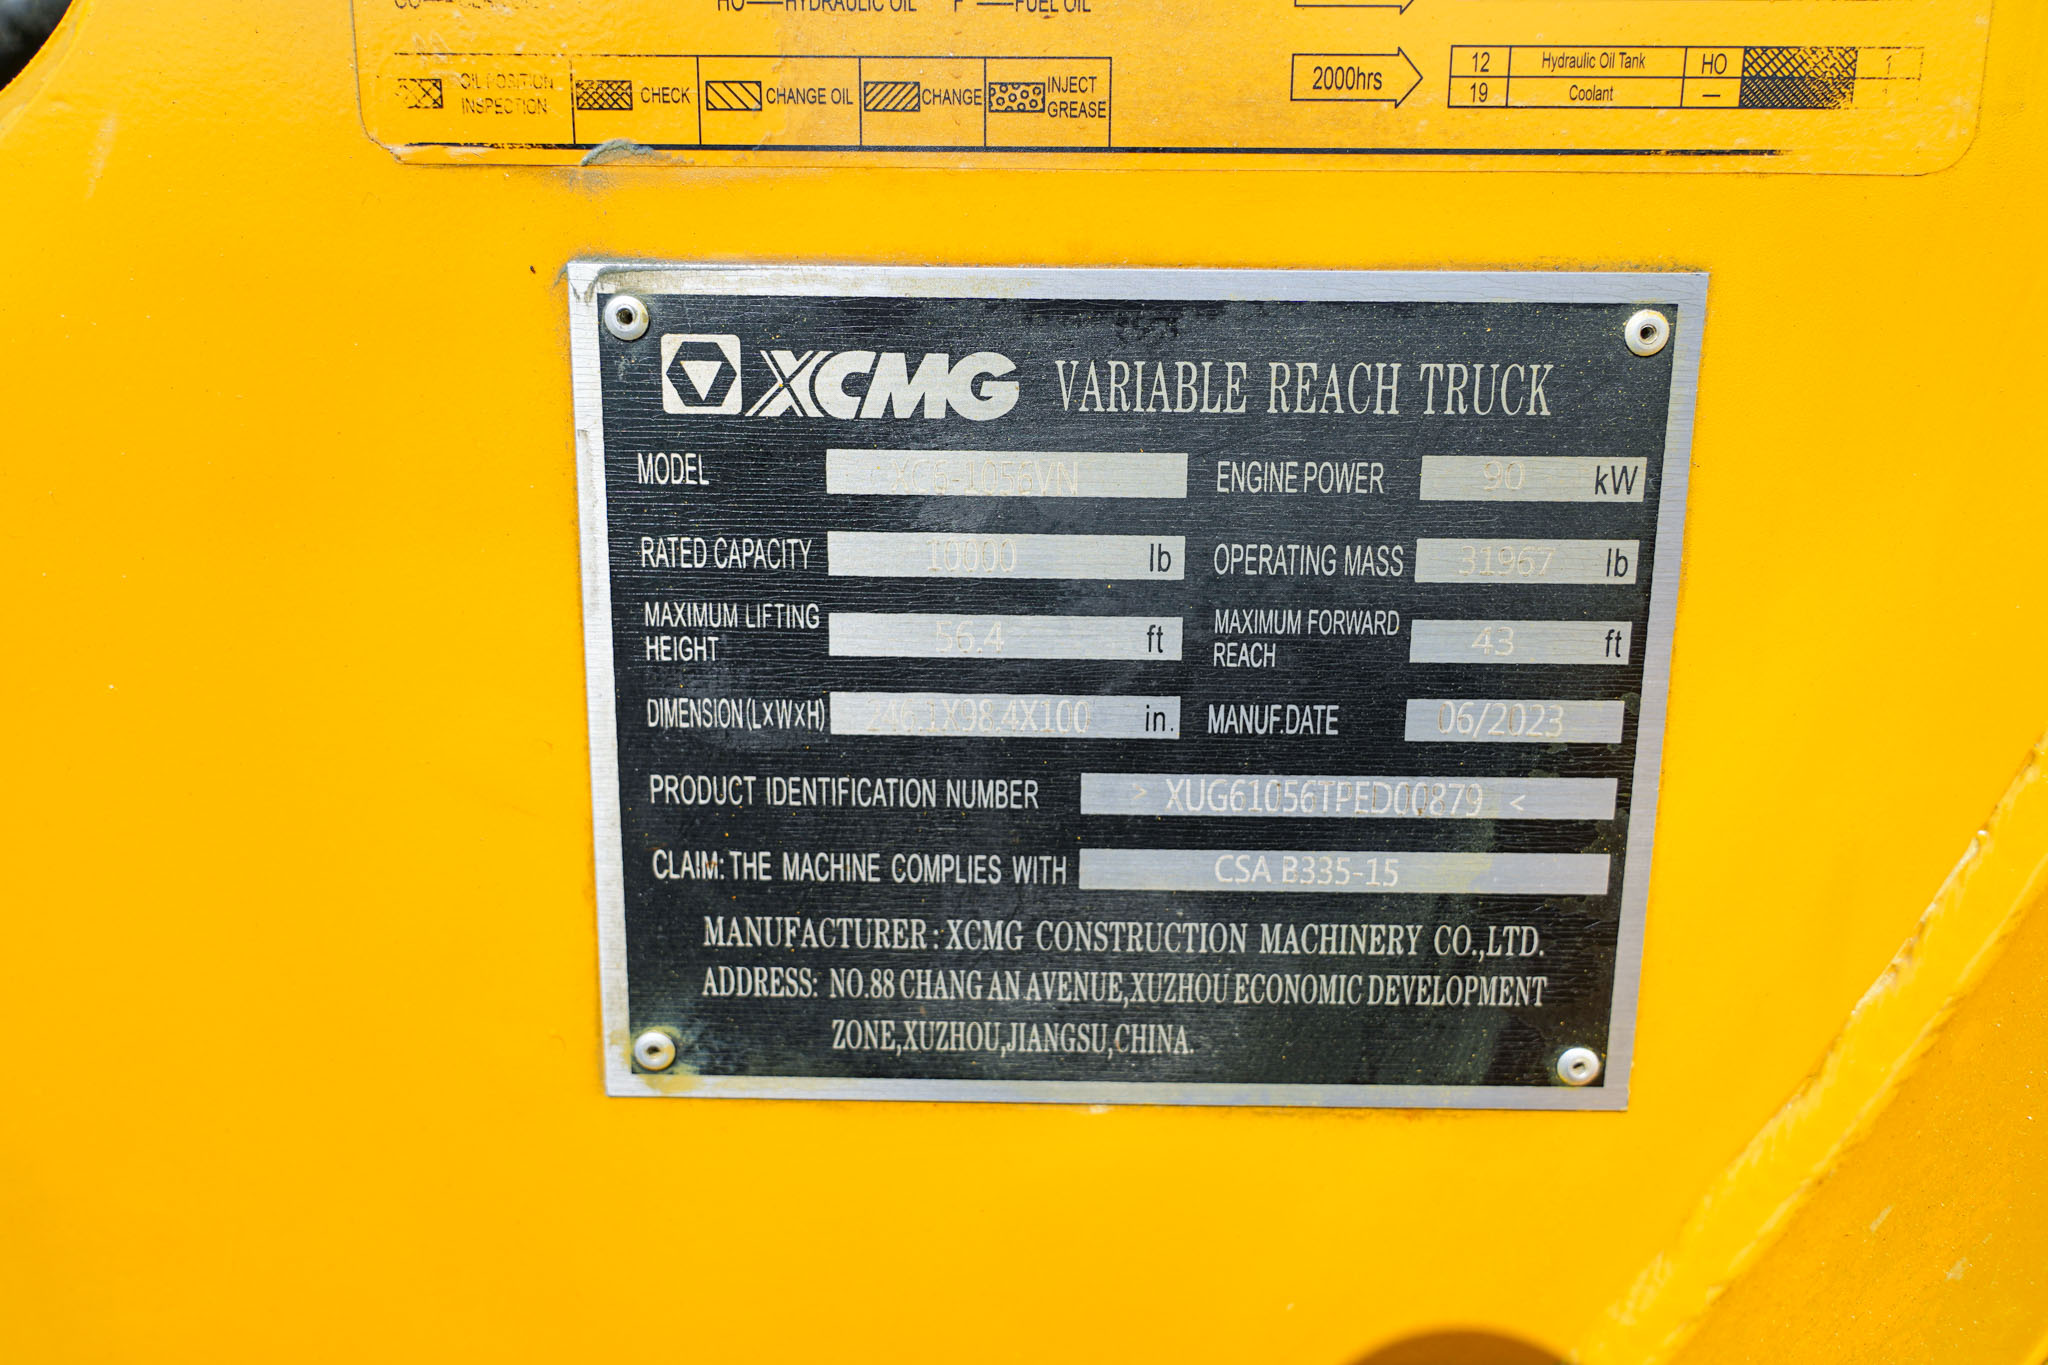 HO—HYDRAULIC OIL F—FUEL OIL
OIL POSITION INSPECTION CHECK CHANGE OIL CHANGE INJECT GREASE
2000hrs
12 Hydraulic Oil Tank HO 1
19 Coolant —
XCMG VARIABLE REACH TRUCK
MODEL XC6-1056VN ENGINE POWER 90 kW
RATED CAPACITY 10000 lb OPERATING MASS 31967 lb
MAXIMUM LIFTING HEIGHT 56.4 ft MAXIMUM FORWARD REACH 43 ft
DIMENSION(L×W×H) 246.1X98.4X100 in. MANUF.DATE 06/2023
PRODUCT IDENTIFICATION NUMBER > XUG61056TPED00879 <
CLAIM: THE MACHINE COMPLIES WITH CSA B335-15
MANUFACTURER: XCMG CONSTRUCTION MACHINERY CO.,LTD.
ADDRESS: NO.88 CHANG AN AVENUE,XUZHOU ECONOMIC DEVELOPMENT
ZONE,XUZHOU,JIANGSU,CHINA.